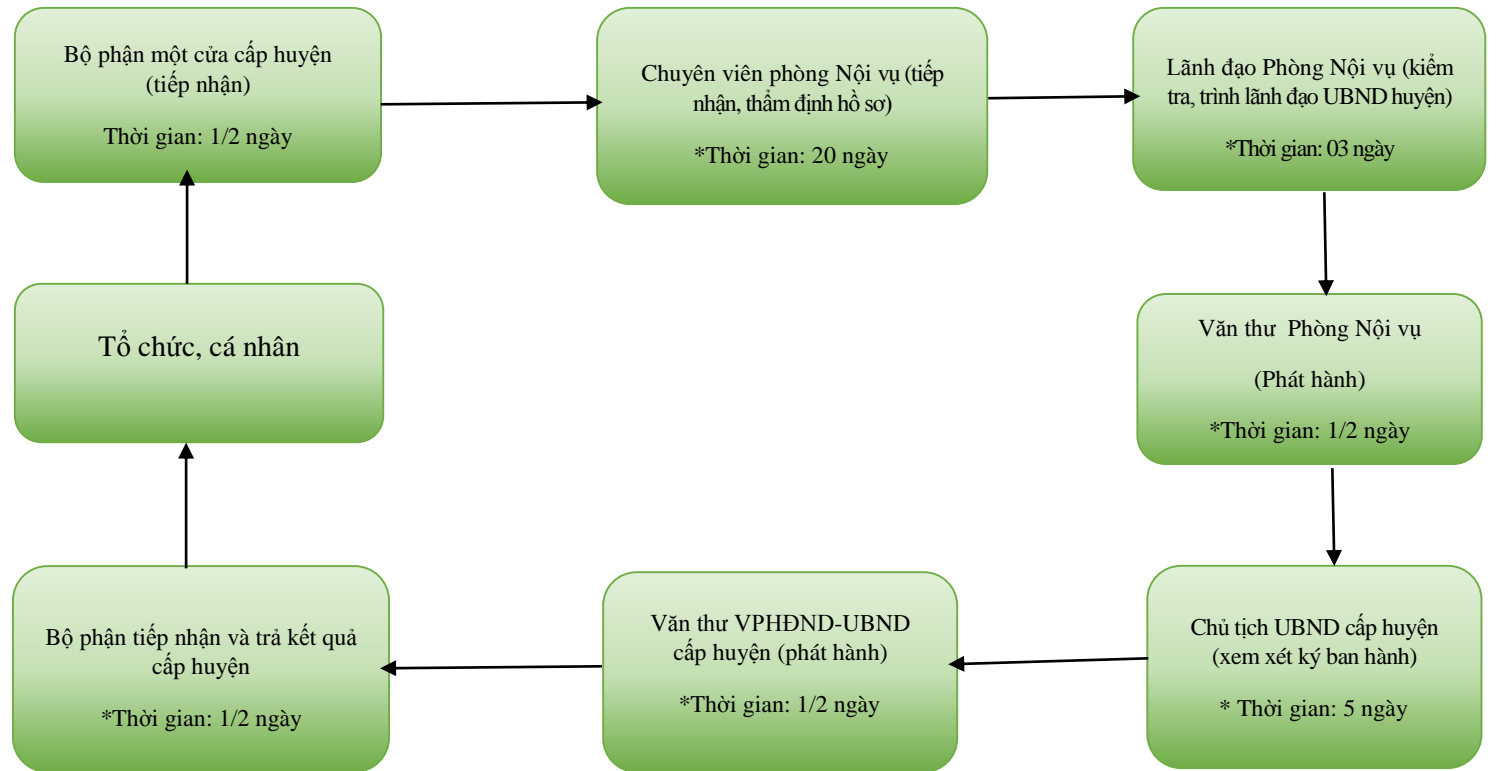 Bộ phận một cửa cấp huyện
(tiếp nhận)
Thời gian: 1/2 ngày
Chuyên viên phòng Nội vụ (tiếp
nhận, thẩm định hồ sơ)
*Thời gian: 20 ngày
Lãnh đạo Phòng Nội vụ (kiểm
tra, trình lãnh đạo UBND huyện)
*Thời gian: 03 ngày
Tổ chức, cá nhân
Văn thư Phòng Nội vụ
(Phát hành)
*Thời gian: 1/2 ngày
Bộ phận tiếp nhận và trả kết quả
cấp huyện
*Thời gian: 1/2 ngày
Văn thư VPHĐND-UBND
cấp huyện (phát hành)
*Thời gian: 1/2 ngày
Chủ tịch UBND cấp huyện
(xem xét ký ban hành)
* Thời gian: 5 ngày